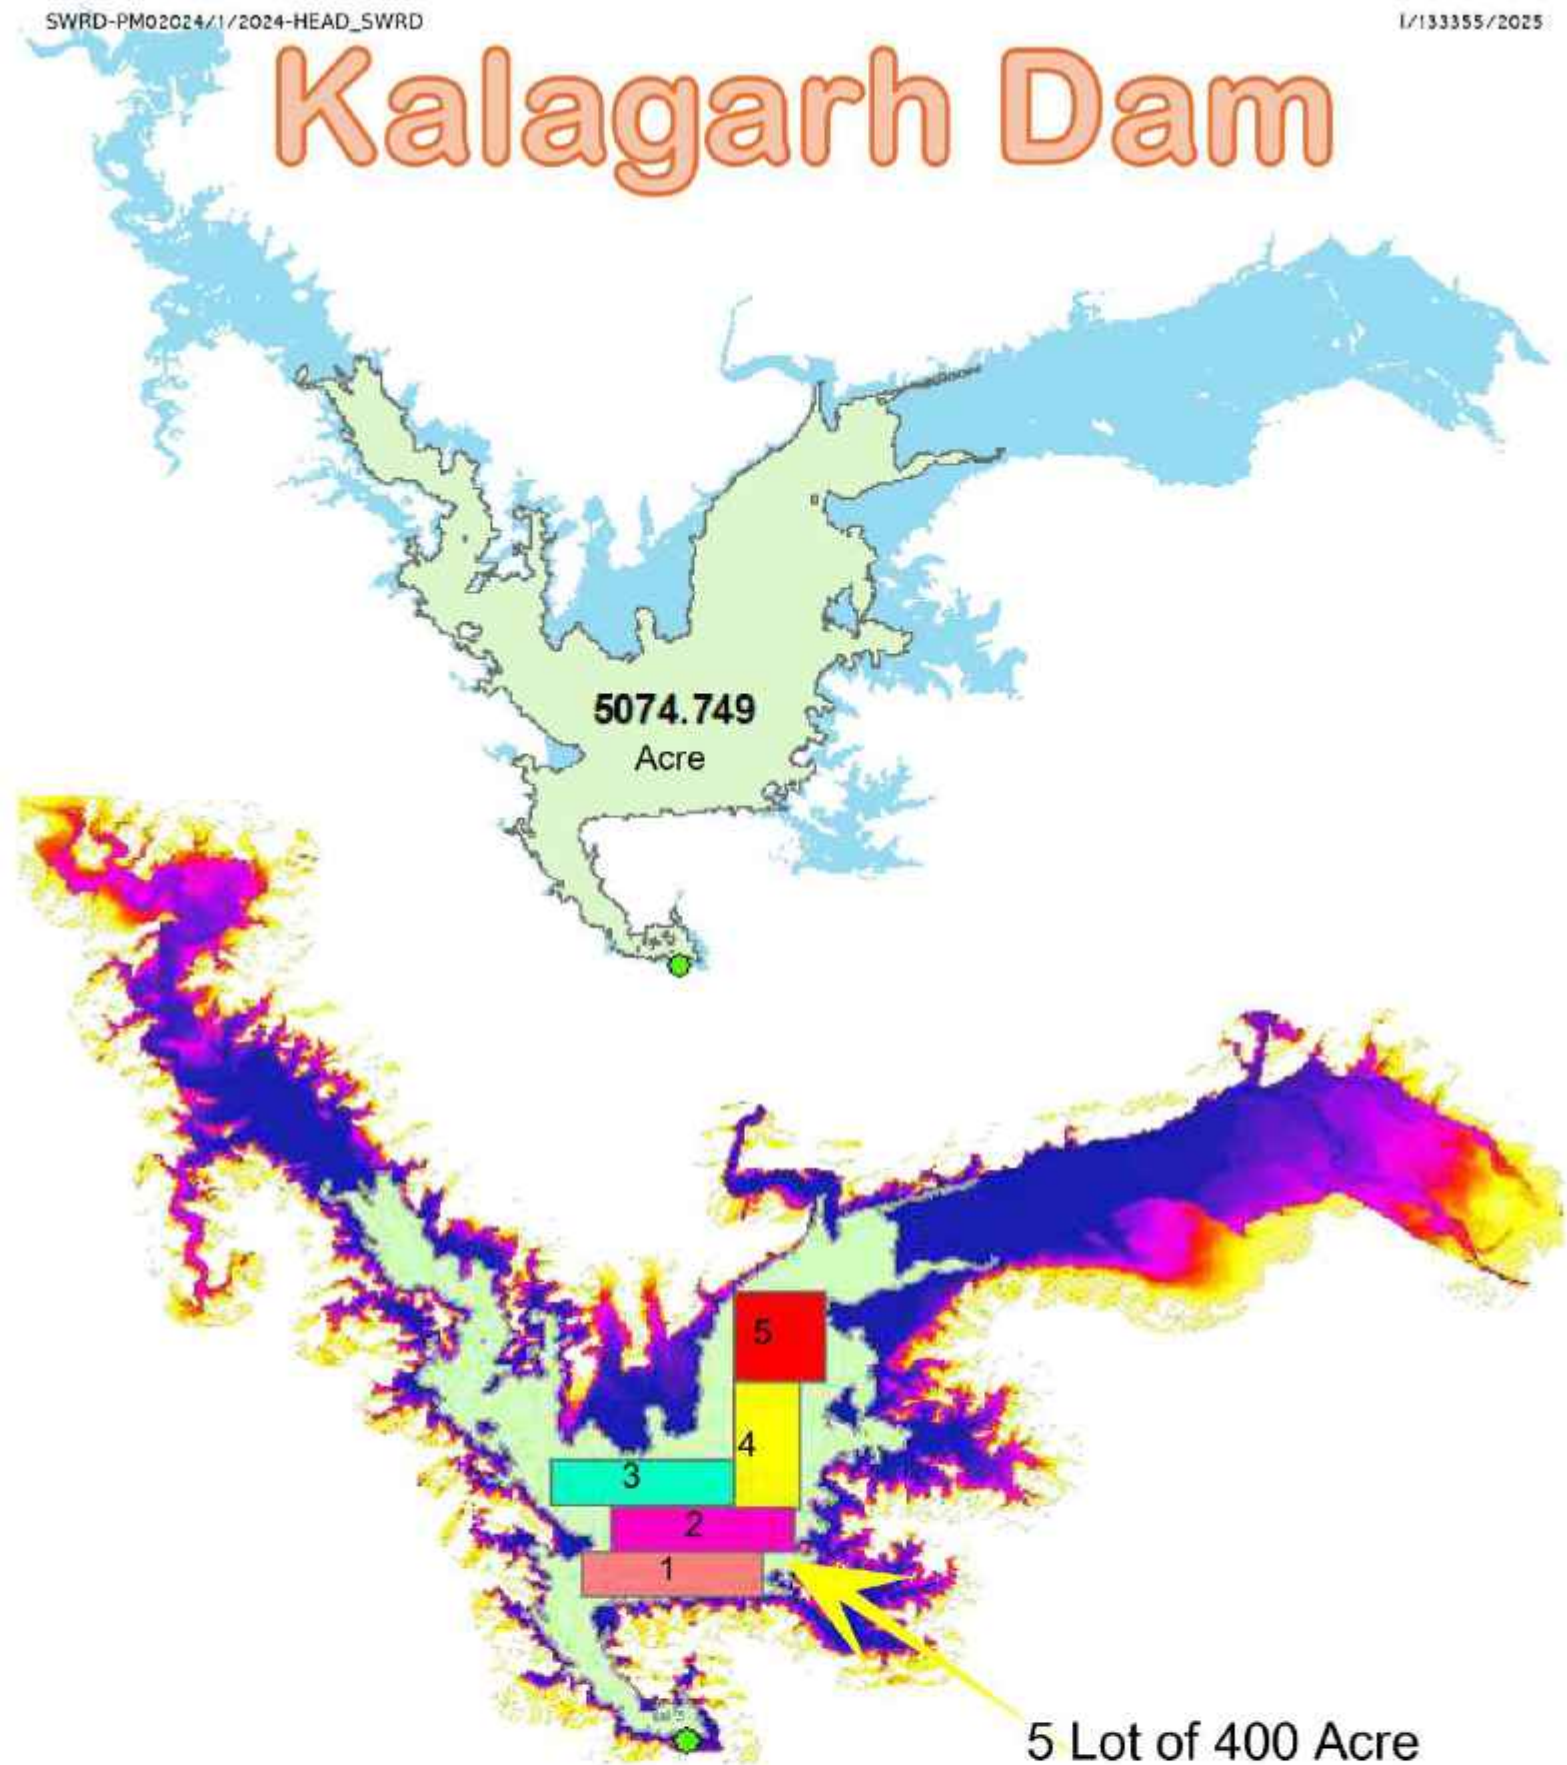 SWRD-PM02024/1/2024-HEAD_SWRD
I/133355/2025
Kalagarh Dam
5074.749
Acre
5
4
3
2
1
5 Lot of 400 Acre